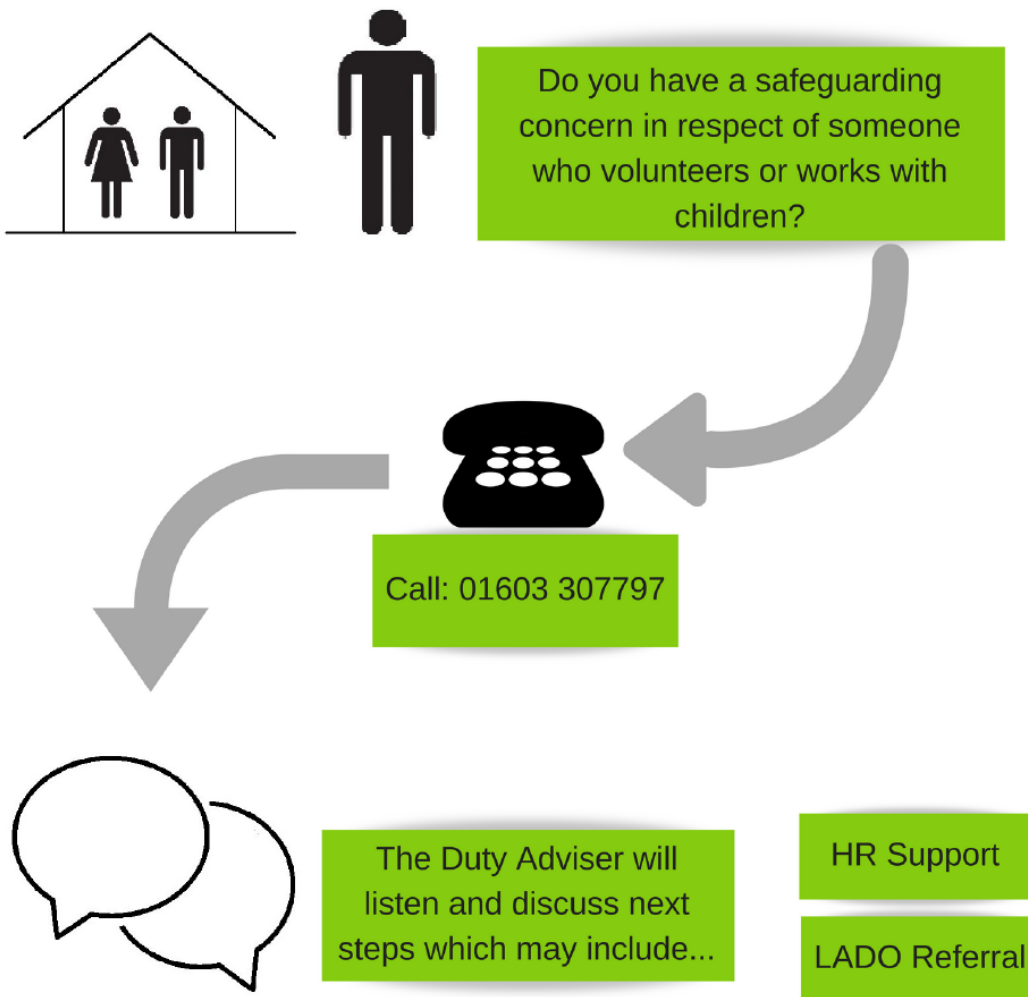 Do you have a safeguarding
concern in respect of someone
who volunteers or works with
children?
Call: 01603 307797
The Duty Adviser will
listen and discuss next
steps which may include...
HR Support
LADO Referral